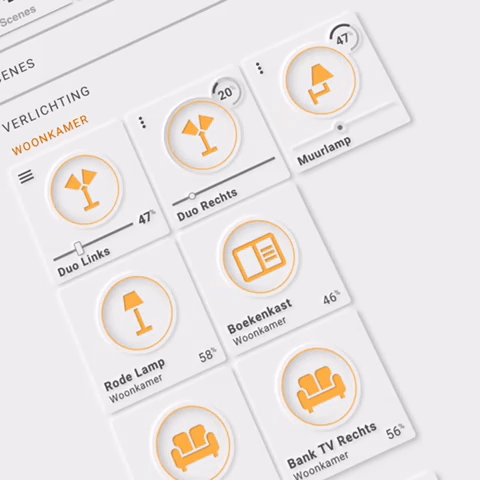 Scenes
ENES
VERLICHTING
WOONKAMER
47%
Duo Links
20
Duo Rechts
47
Muurlamp
Rode Lamp
Woonkamer
58%
Boekenkast
Woonkamer
46%
Bank TV Rechts
Woonkamer
56%